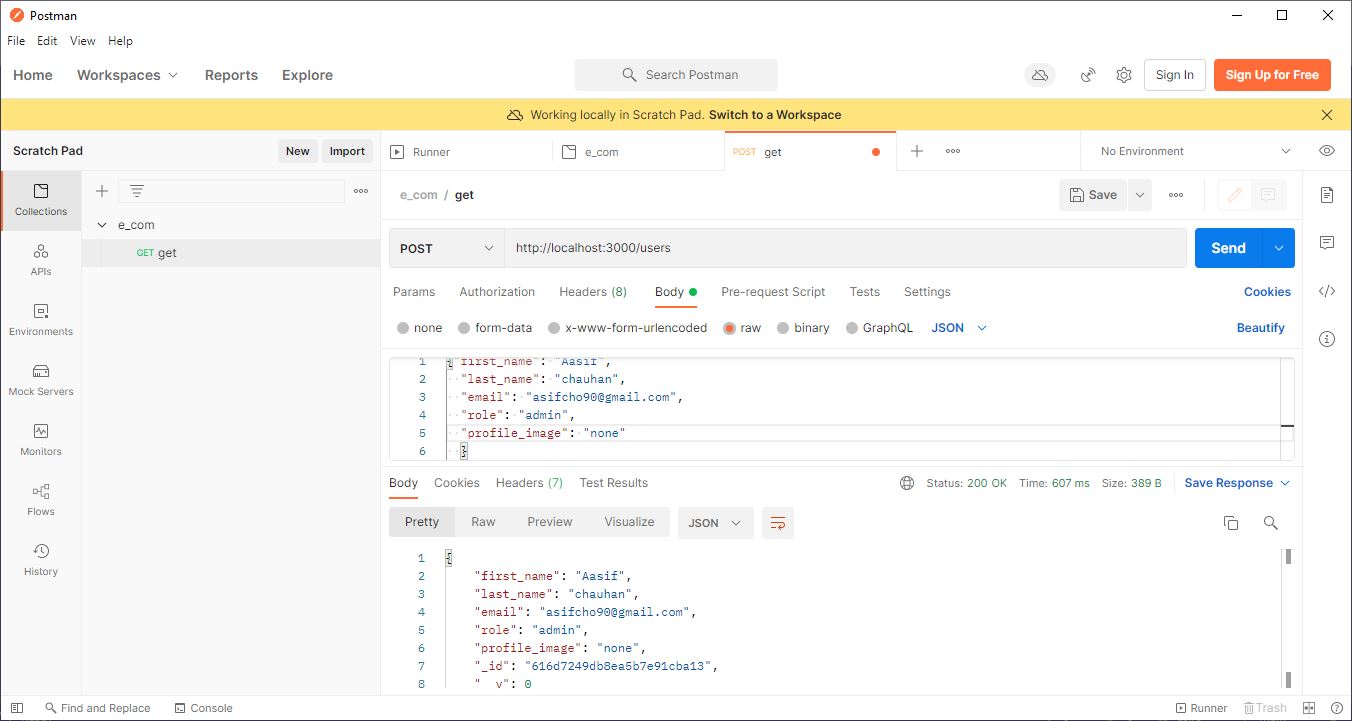 Postman
File Edit View Help
Home Workspaces Reports Explore Search Postman Sign In Sign Up for Free
Working locally in Scratch Pad. Switch to a Workspace
Scratch Pad New Import Runner e_com POST get No Environment
Collections
APIs
Environments
Mock Servers
Monitors
Flows
History
e_com
GET get
e_com / get Save
POST http://localhost:3000/users Send
Params Authorization Headers (8) Body Pre-request Script Tests Settings Cookies
none form-data x-www-form-urlencoded raw binary GraphQL JSON Beautify
1 {"first_name": "Aasif",
2 "last_name": "chauhan",
3 "email": "asifcho90@gmail.com",
4 "role": "admin",
5 "profile_image": "none"
6 }
Body Cookies Headers (7) Test Results Status: 200 OK Time: 607 ms Size: 389 B Save Response
Pretty Raw Preview Visualize JSON
1 {
2 "first_name": "Aasif",
3 "last_name": "chauhan",
4 "email": "asifcho90@gmail.com",
5 "role": "admin",
6 "profile_image": "none",
7 "_id": "616d7249db8ea5b7e91cba13",
8 "__v": 0
Find and Replace Console Runner Trash